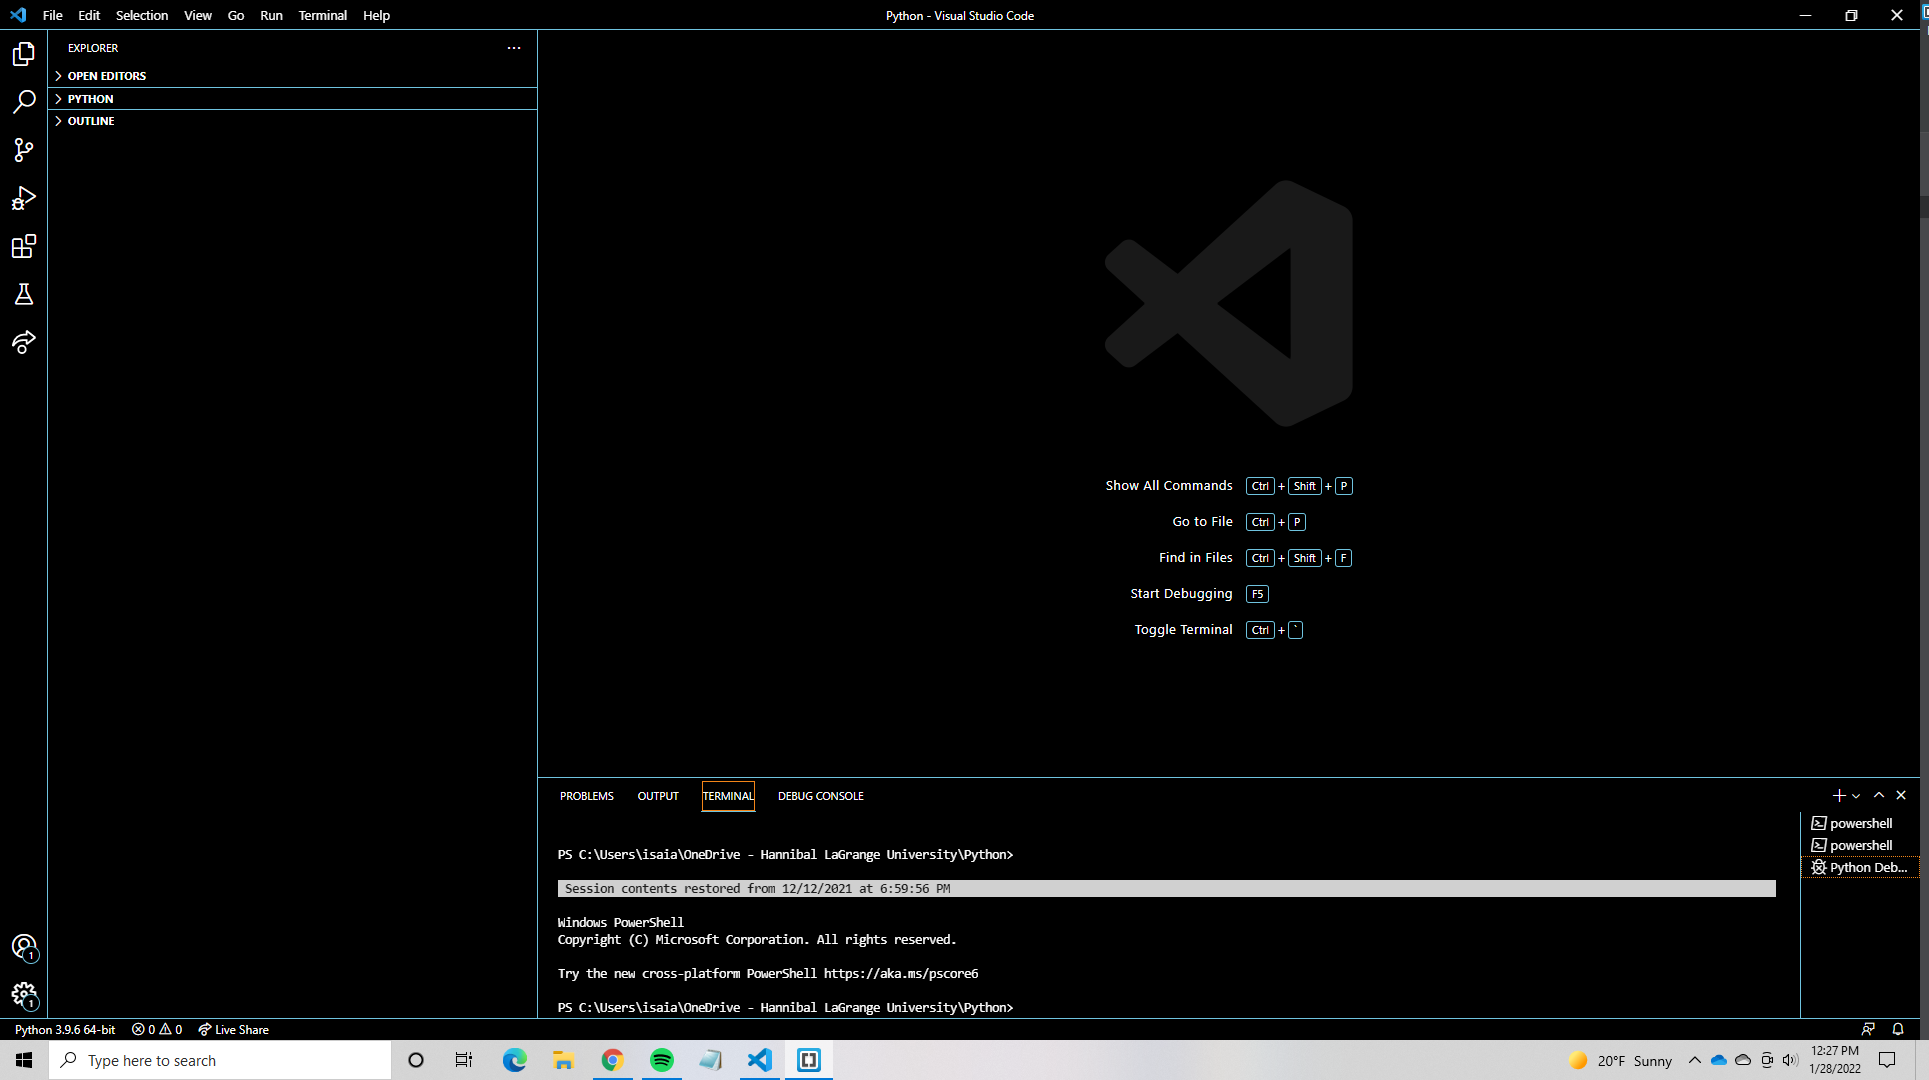 File Edit Selection View Go Run Terminal Help
Python - Visual Studio Code
EXPLORER
OPEN EDITORS
PYTHON
OUTLINE
Show All Commands Ctrl + Shift + P
Go to File Ctrl + P
Find in Files Ctrl + Shift + F
Start Debugging F5
Toggle Terminal Ctrl + `
PROBLEMS OUTPUT TERMINAL DEBUG CONSOLE
powershell
powershell
Python Deb...
PS C:\Users\isaia\OneDrive - Hannibal LaGrange University\Python>
Session contents restored from 12/12/2021 at 6:59:56 PM
Windows PowerShell
Copyright (C) Microsoft Corporation. All rights reserved.
Try the new cross-platform PowerShell https://aka.ms/pscore6
PS C:\Users\isaia\OneDrive - Hannibal LaGrange University\Python>
1
1
Python 3.9.6 64-bit 0 0 Live Share
Type here to search
20°F Sunny
12:27 PM
1/28/2022